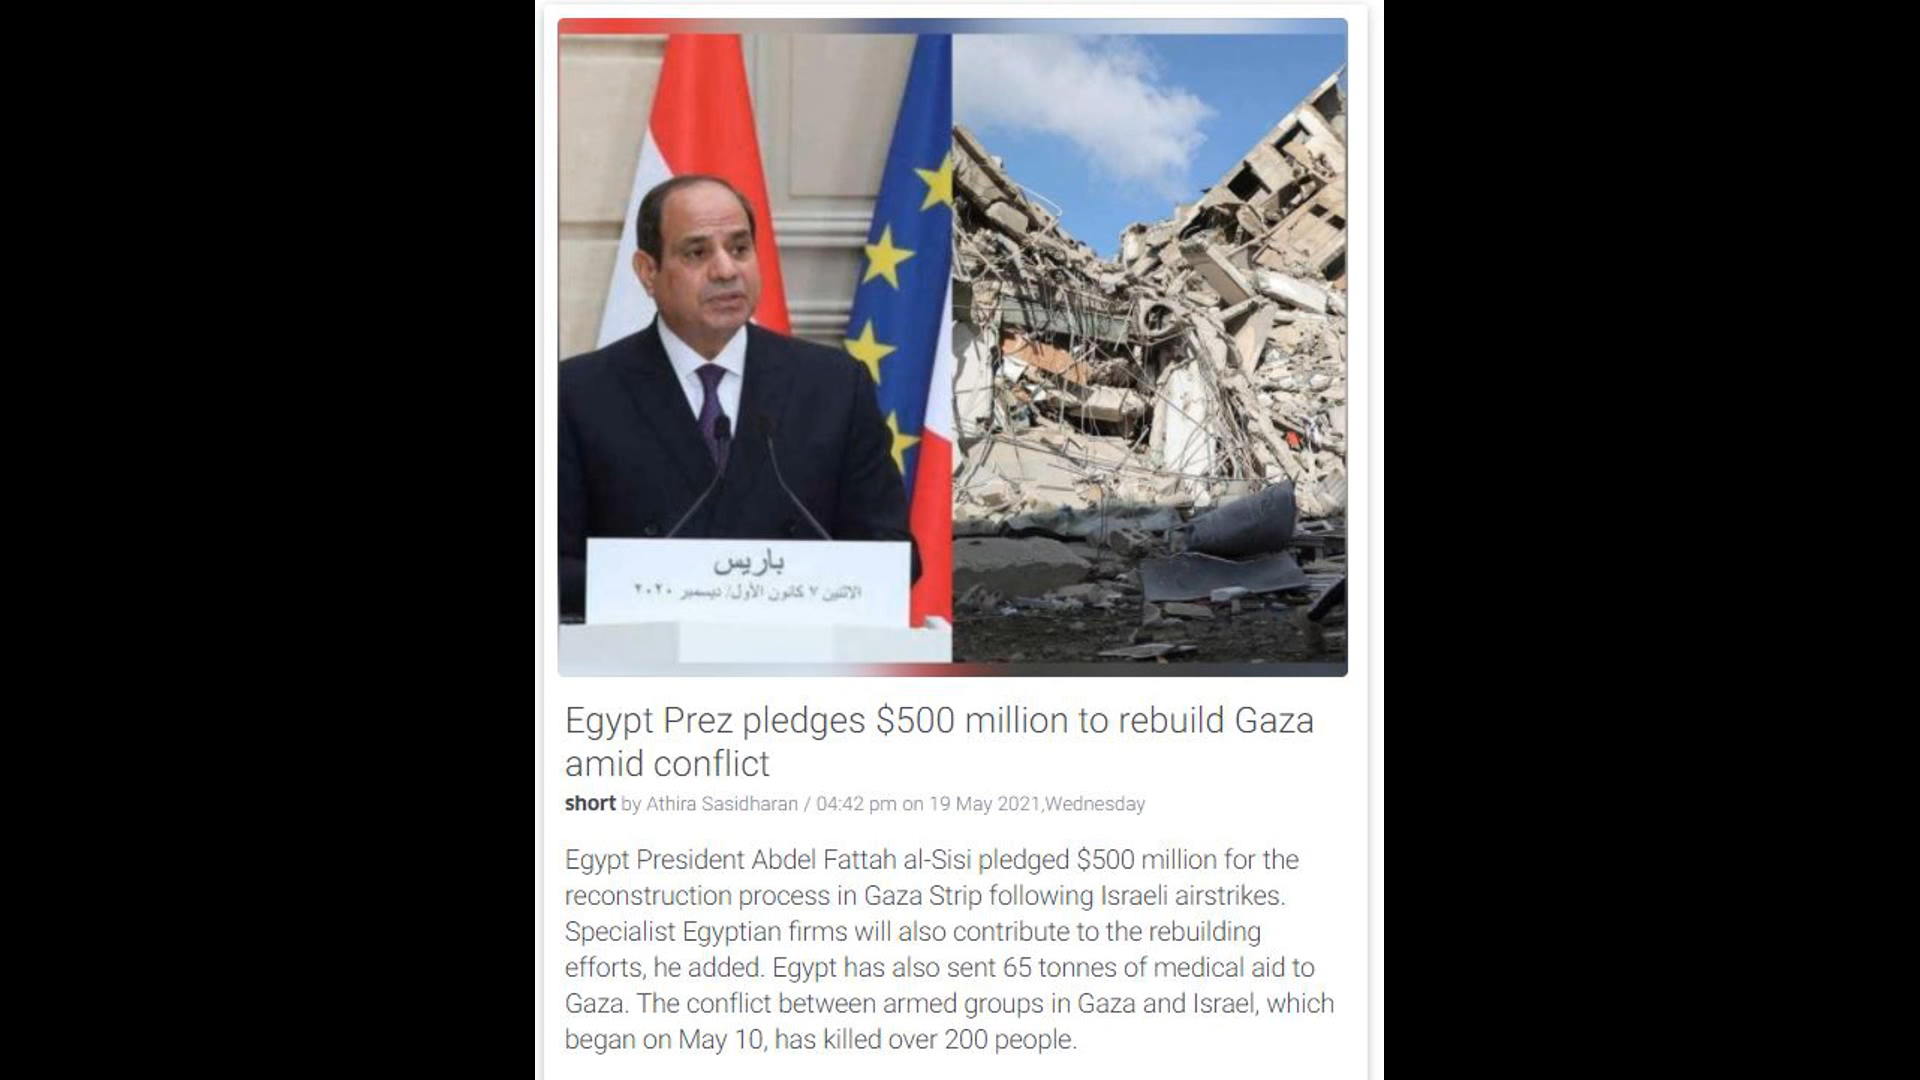 باريس
الاثنين ٧ كانون الأول/ ديسمبر ٢٠٢٠
Egypt Prez pledges $500 million to rebuild Gaza
amid conflict
short by Athira Sasidharan / 04:42 pm on 19 May 2021,Wednesday
Egypt President Abdel Fattah al-Sisi pledged $500 million for the
reconstruction process in Gaza Strip following Israeli airstrikes.
Specialist Egyptian firms will also contribute to the rebuilding
efforts, he added. Egypt has also sent 65 tonnes of medical aid to
Gaza. The conflict between armed groups in Gaza and Israel, which
began on May 10, has killed over 200 people.